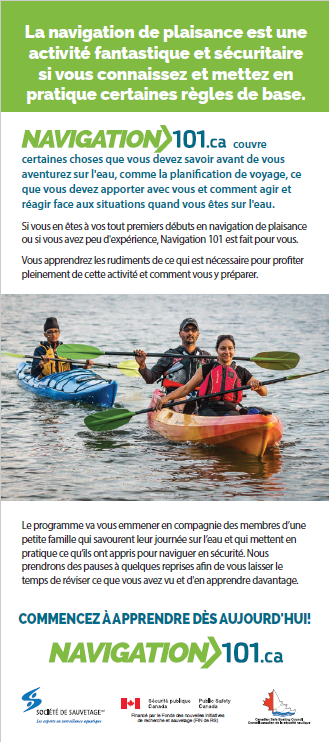 La navigation de plaisance est une
activité fantastique et sécuritaire
si vous connaissez et mettez en
pratique certaines règles de base.
NAVIGATION 101.ca couvre
certaines choses que vous devez savoir avant de vous
aventurez sur l'eau, comme la planification de voyage, ce
que vous devez apporter avec vous et comment agir et
réagir face aux situations quand vous êtes sur l'eau.
Si vous en êtes à vos tout premiers débuts en navigation de plaisance
ou si vous avez peu d'expérience, Navigation 101 est fait pour vous.
Vous apprendrez les rudiments de ce qui est nécessaire pour profiter
pleinement de cette activité et comment vous y préparer.
Le programme va vous emmener en compagnie des membres d'une
petite famille qui savourent leur journée sur l'eau et qui mettent en
pratique ce qu'ils ont appris pour naviguer en sécurité. Nous
prendrons des pauses à quelques reprises afin de vous laisser le
temps de réviser ce que vous avez vu et d'en apprendre davantage.
COMMENCEZ À APPRENDRE DÈS AUJOURD'HUI!
NAVIGATION 101.ca
SOCIÉTÉ DE SAUVETAGE
Les experts en surveillance aquatique
Sécurité publique Canada
Public Safety Canada
Financé par le Fonds des nouvelles initiatives
de recherche et sauvetage (FIN de RS)
Canadian Safe Boating Council
Conseil canadien de la sécurité nautique